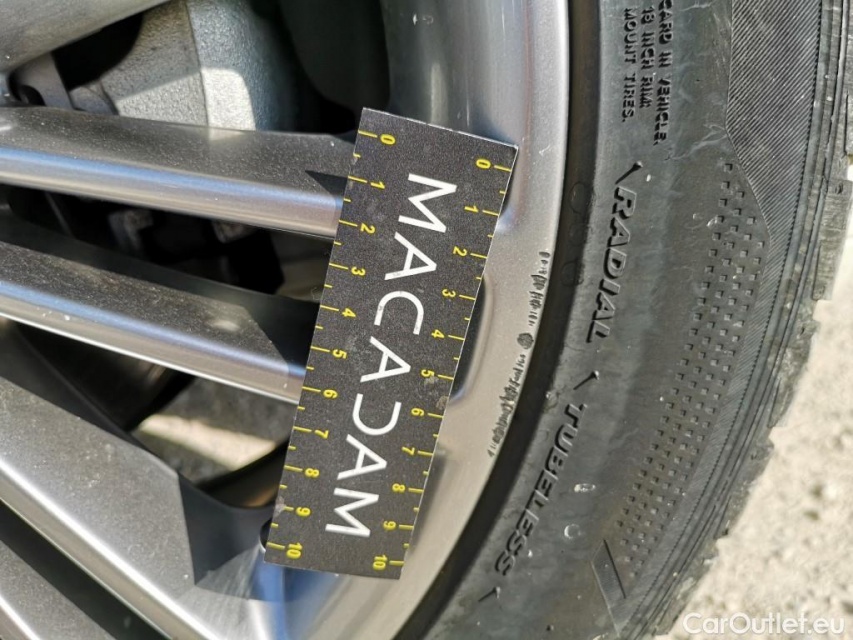 0 1 2 3 4 5 6 7 8 9 10
MACADAM
0 1 2 3 4 5 6 7 8 9 10
CARD IN VEHICLE.
18 INCH RIM.
MOUNT TIRES.
RADIAL
TUBELESS
CarOutlet.eu